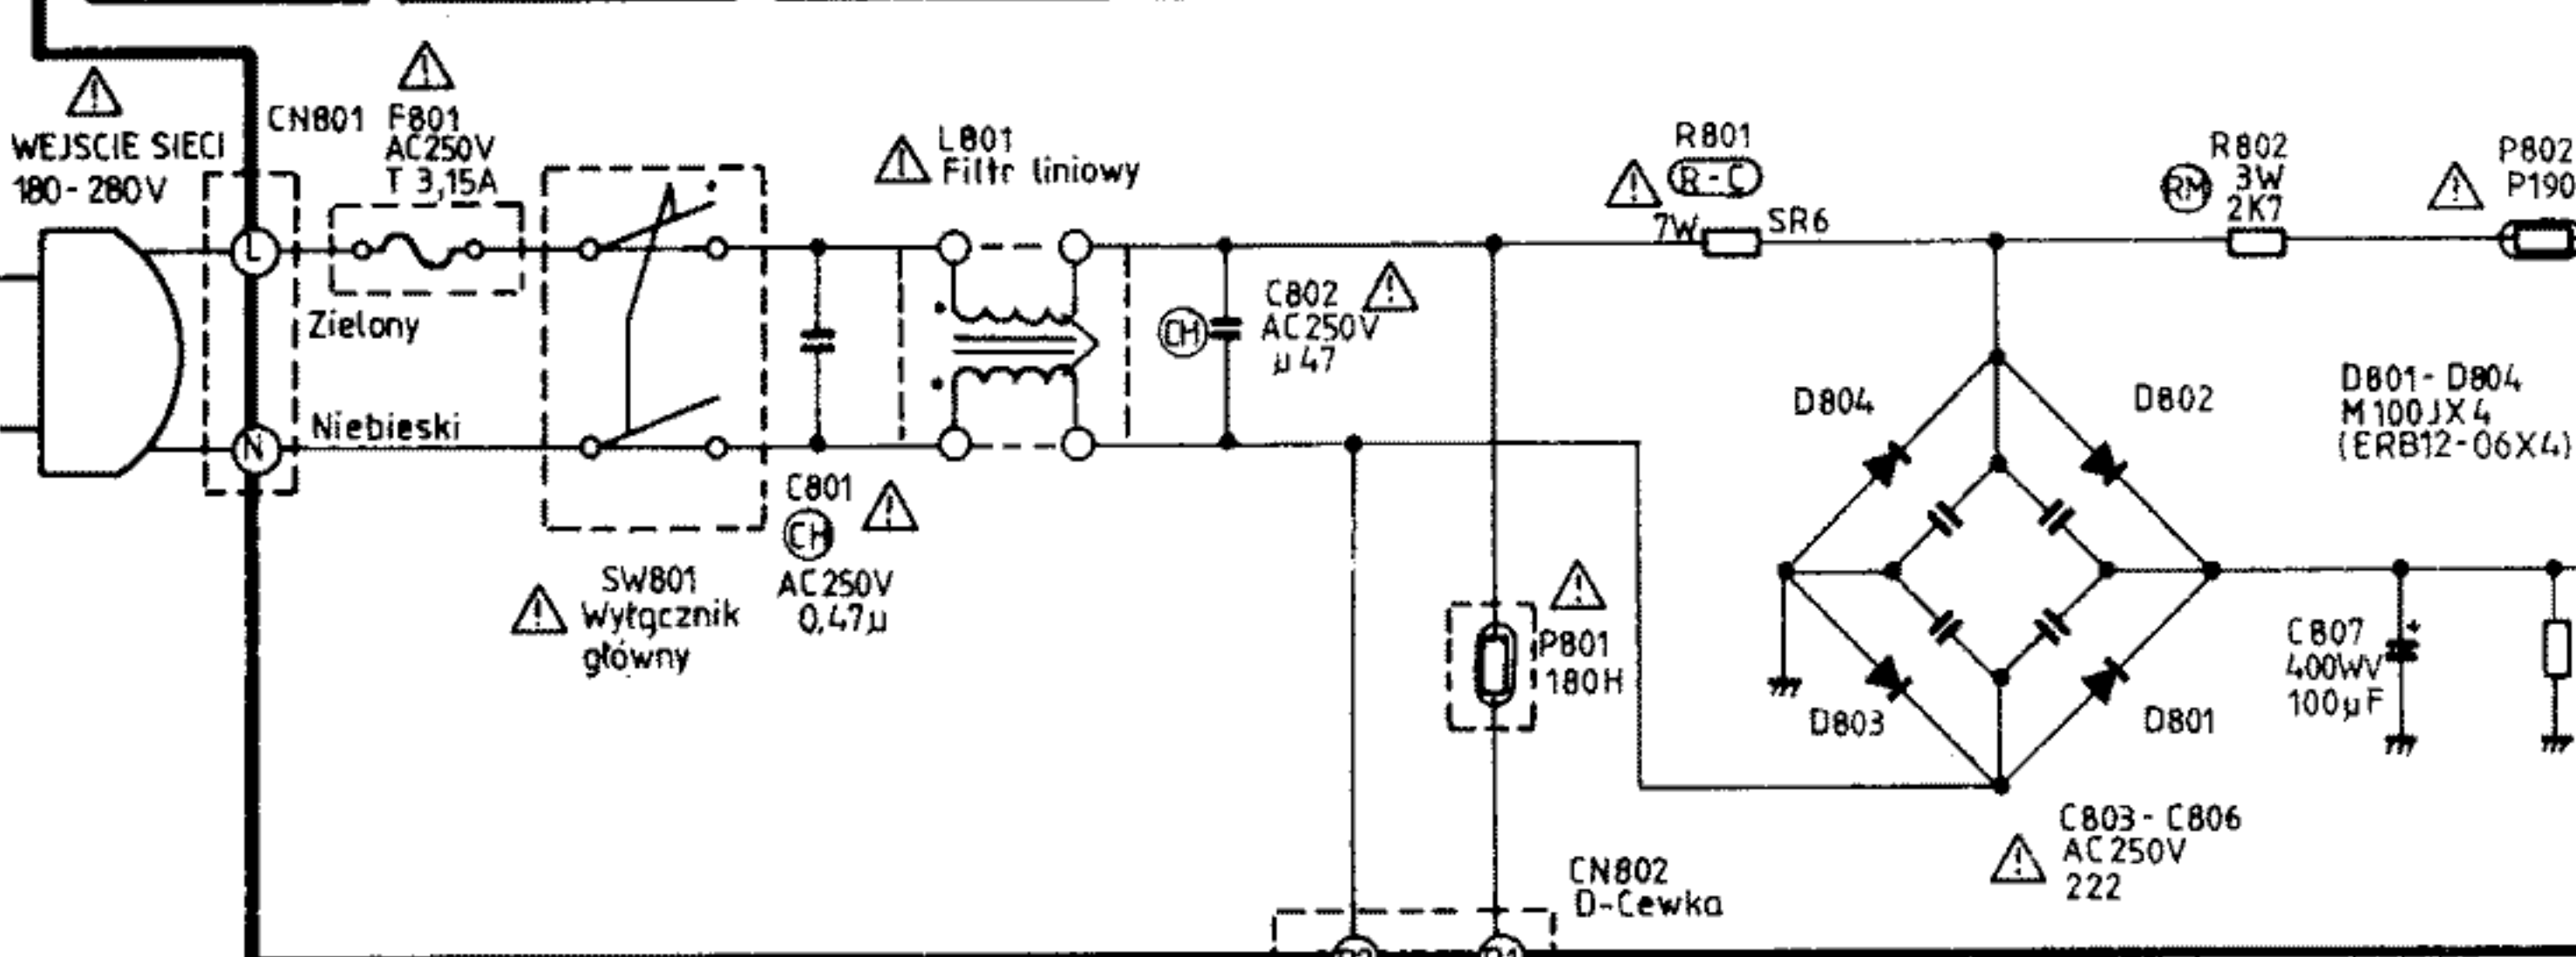 WEJSCIE SIECI
180-280V
CN801
F801
AC250V
T 3,15A
L
Zielony
N
Niebieski
SW801
Wyłącznik
główny
C801
CH
AC250V
0,47µ
L801
Filtr liniowy
CH
C802
AC250V
µ47
R801
R-C
7W
SR6
P801
180H
CN802
D-Cewka
R802
RM
3W
2K7
P802
P190
D804
D802
D803
D801
D801-D804
M100JX4
(ERB12-06X4)
C807
400WV
100µF
+
C803-C806
AC250V
222